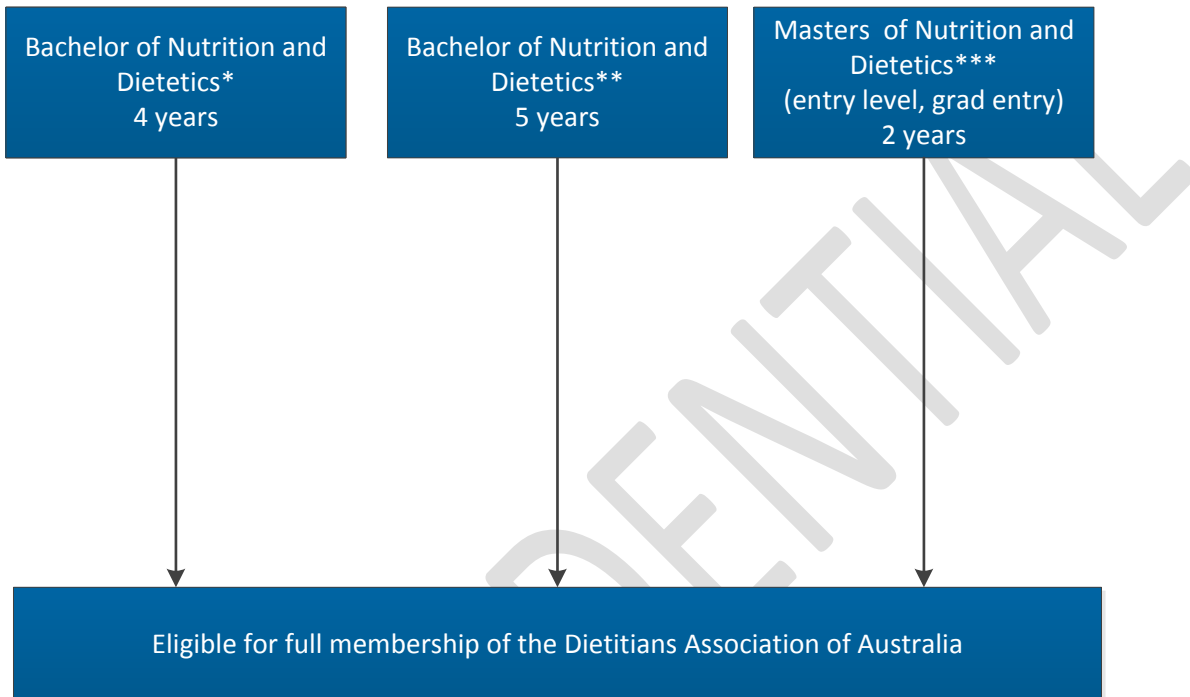 Bachelor of Nutrition and
Dietetics*
4 years
Bachelor of Nutrition and
Dietetics**
5 years
Masters  of Nutrition and
Dietetics***
(entry level, grad entry)
2 years
DENTIAL
Eligible for full membership of the Dietitians Association of Australia